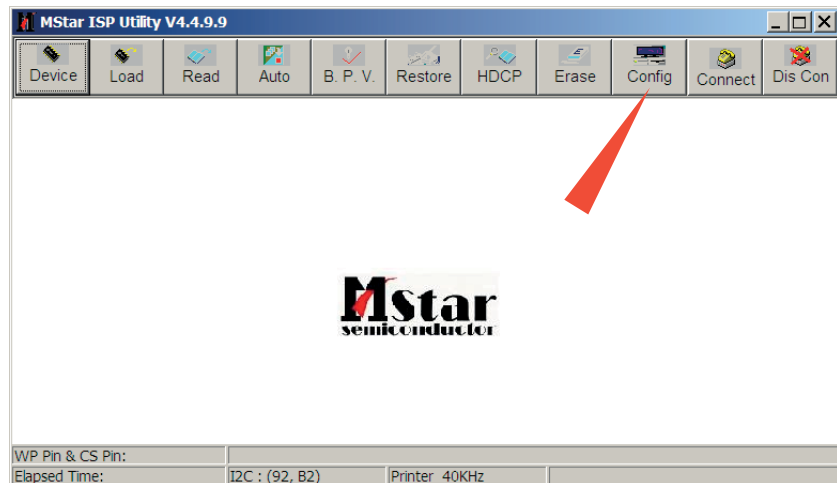 MStar ISP Utility V4.4.9.9
Device Load Read Auto B. P. V. Restore HDCP Erase Config Connect Dis Con
MStar
semiconductor
WP Pin & CS Pin:
Elapsed Time: I2C : (92, B2) Printer 40KHz